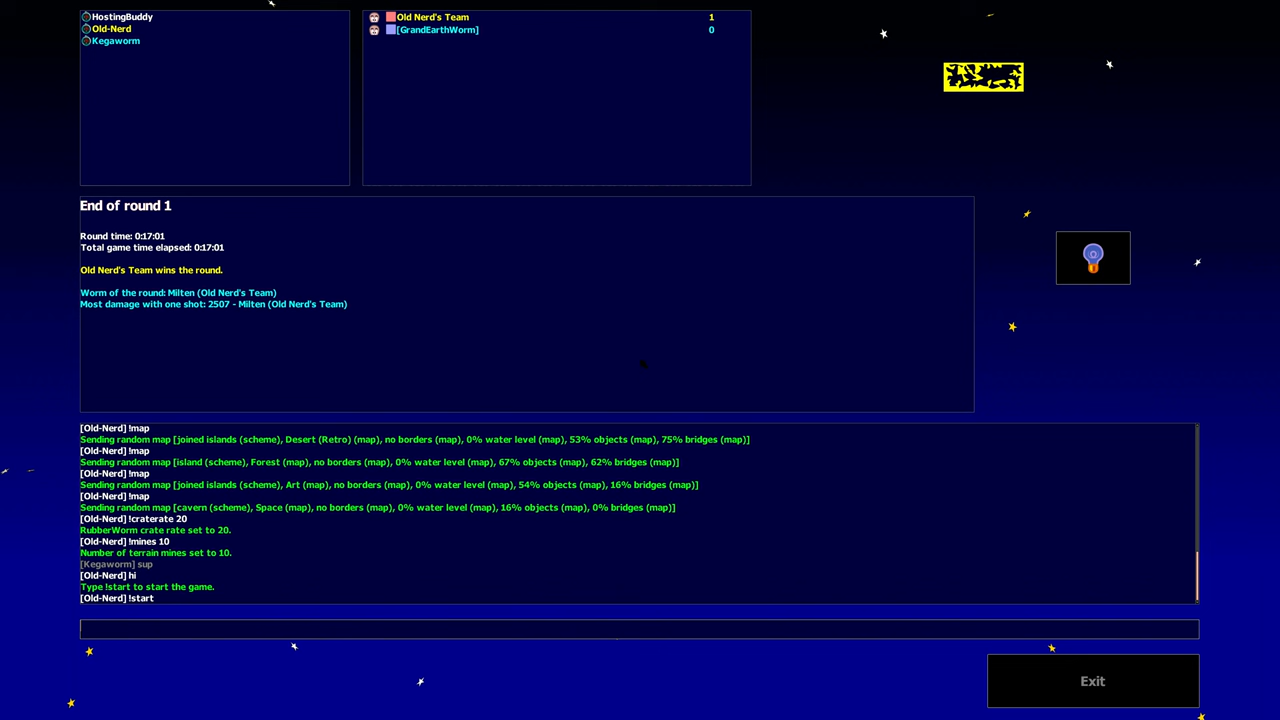 HostingBuddy
Old-Nerd
Kegaworm
Old Nerd's Team 1
[GrandEarthWorm] 0
End of round 1
Round time: 0:17:01
Total game time elapsed: 0:17:01
Old Nerd's Team wins the round.
Worm of the round: Milten (Old Nerd's Team)
Most damage with one shot: 2507 - Milten (Old Nerd's Team)
[Old-Nerd] !map
Sending random map [joined islands (scheme), Desert (Retro) (map), no borders (map), 0% water level (map), 53% objects (map), 75% bridges (map)]
[Old-Nerd] !map
Sending random map [island (scheme), Forest (map), no borders (map), 0% water level (map), 67% objects (map), 62% bridges (map)]
[Old-Nerd] !map
Sending random map [joined islands (scheme), Art (map), no borders (map), 0% water level (map), 54% objects (map), 16% bridges (map)]
[Old-Nerd] !map
Sending random map [cavern (scheme), Space (map), no borders (map), 0% water level (map), 16% objects (map), 0% bridges (map)]
[Old-Nerd] !craterate 20
RubberWorm crate rate set to 20.
[Old-Nerd] !mines 10
Number of terrain mines set to 10.
[Kegaworm] sup
[Old-Nerd] hi
Type !start to start the game.
[Old-Nerd] !start
Exit